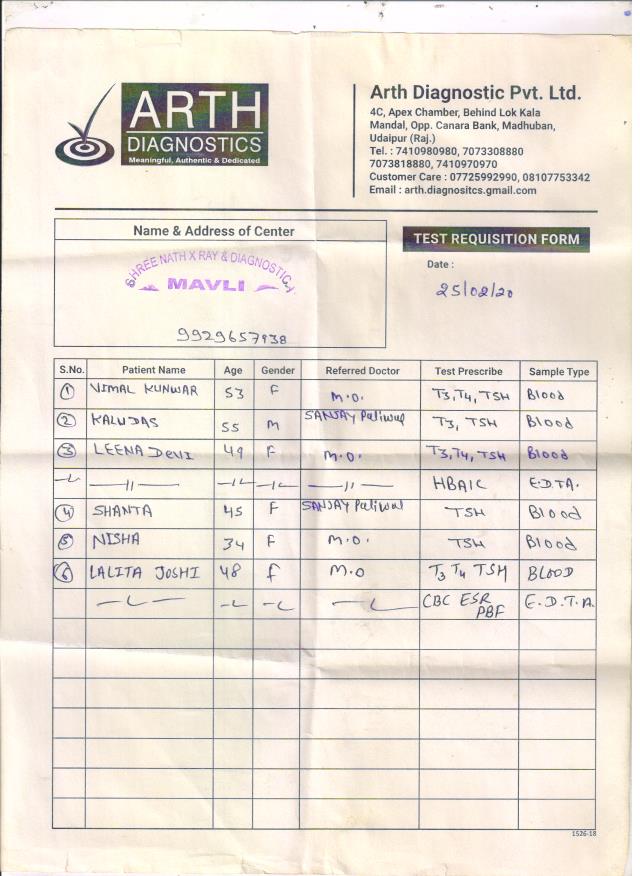 ARTH
DIAGNOSTICS
Meaningful, Authentic & Dedicated
Arth Diagnostic Pvt. Ltd.
4C, Apex Chamber, Behind Lok Kala
Mandal, Opp. Canara Bank, Madhuban,
Udaipur (Raj.)
Tel. : 7410980980, 7073308880
7073818880, 7410970970
Customer Care : 07725992990, 08107753342
Email : arth.diagnositcs.gmail.com
Name & Address of Center
SHREE NATH X RAY & DIAGNOSTIC
MAVLI
9929657938
TEST REQUISITION FORM
Date :
25/02/20
S.No. Patient Name Age Gender Referred Doctor Test Prescribe Sample Type
1 VIMAL KUNWAR 53 F M.O. T3, T4, TSH Blood
2 KALUDAS 55 M SANJAY Paliwal T3, TSH Blood
3 LEENA DEVI 49 F M.O. T3, T4, TSH Blood
-〃- -〃- -〃- -〃- -〃- HBAIC E.D.TA.
4 SHANTA 45 F SANJAY Paliwal TSH Blood
5 NISHA 34 F M.O. TSH Blood
6 LALITA JOSHI 48 f M.O T3 T4 TSH BLOOD
-〃- -〃- -〃- -〃- CBC ESR PBF E.D.T.A.
1526-18